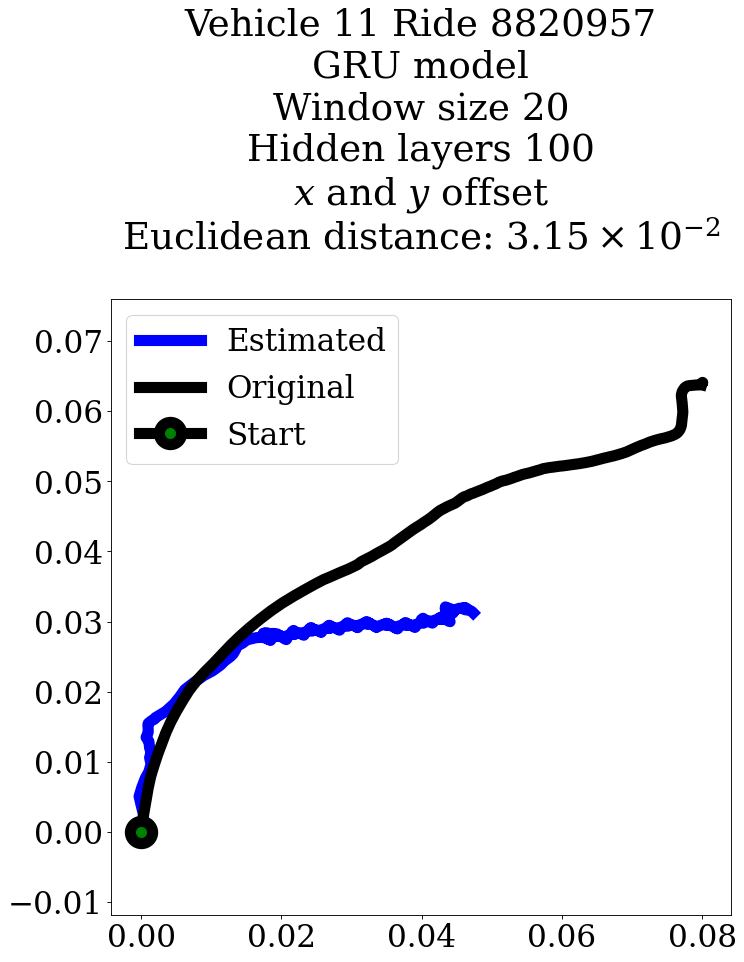 Vehicle 11 Ride 8820957
GRU model
Window size 20
Hidden layers 100
x and y offset
Euclidean distance: 3.15 × 10⁻²
Estimated
Original
Start
0.07
0.06
0.05
0.04
0.03
0.02
0.01
0.00
−0.01
0.00 0.02 0.04 0.06 0.08